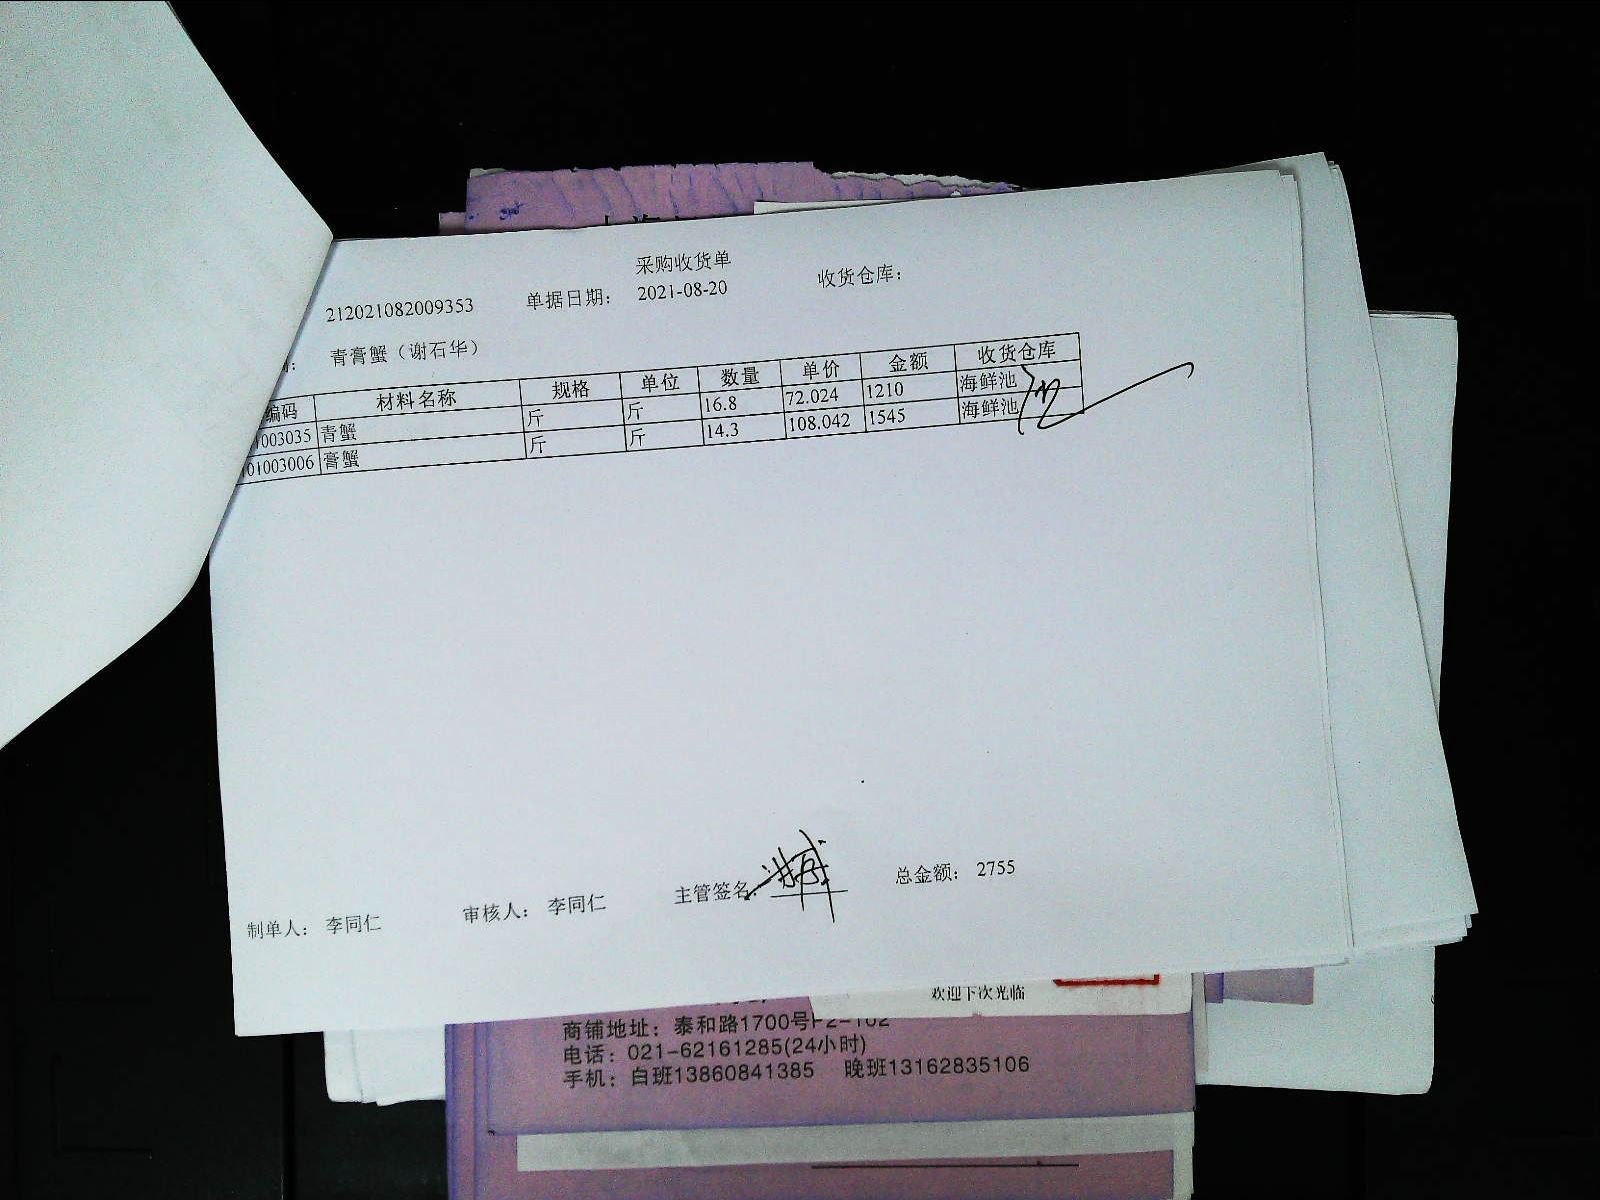 采购收货单
212021082009353 单据日期： 2021-08-20 收货仓库：
青膏蟹（谢石华）
编码 材料名称 规格 单位 数量 单价 金额 收货仓库
1003035 青蟹 斤 斤 16.8 72.024 1210 海鲜池
01003006 膏蟹 斤 斤 14.3 108.042 1545 海鲜池
制单人： 李同仁 审核人： 李同仁 主管签名： 总金额： 2755
欢迎下次光临
商铺地址：泰和路1700号F2-102
电话：021-62161285(24小时)
手机：白班13860841385 晚班13162835106